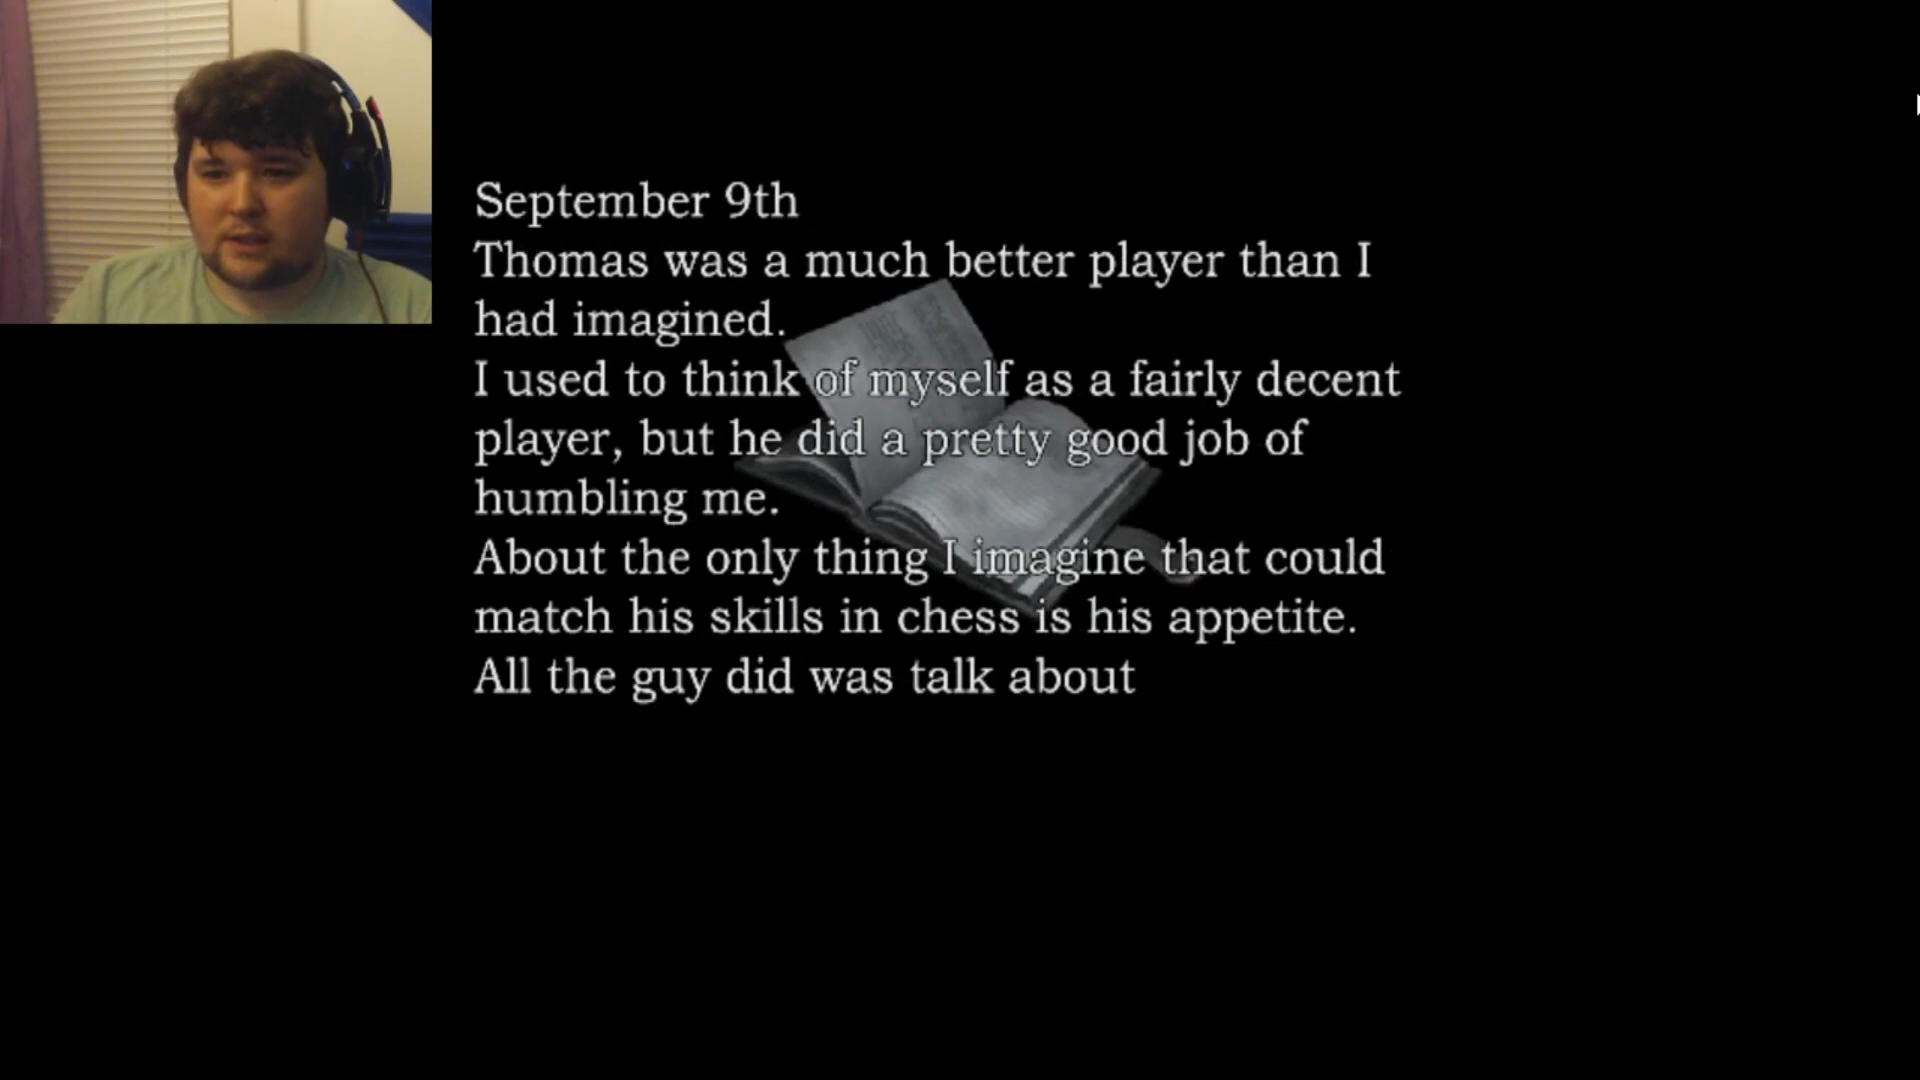 September 9th
Thomas was a much better player than I
had imagined.
I used to think of myself as a fairly decent
player, but he did a pretty good job of
humbling me.
About the only thing I imagine that could
match his skills in chess is his appetite.
All the guy did was talk about